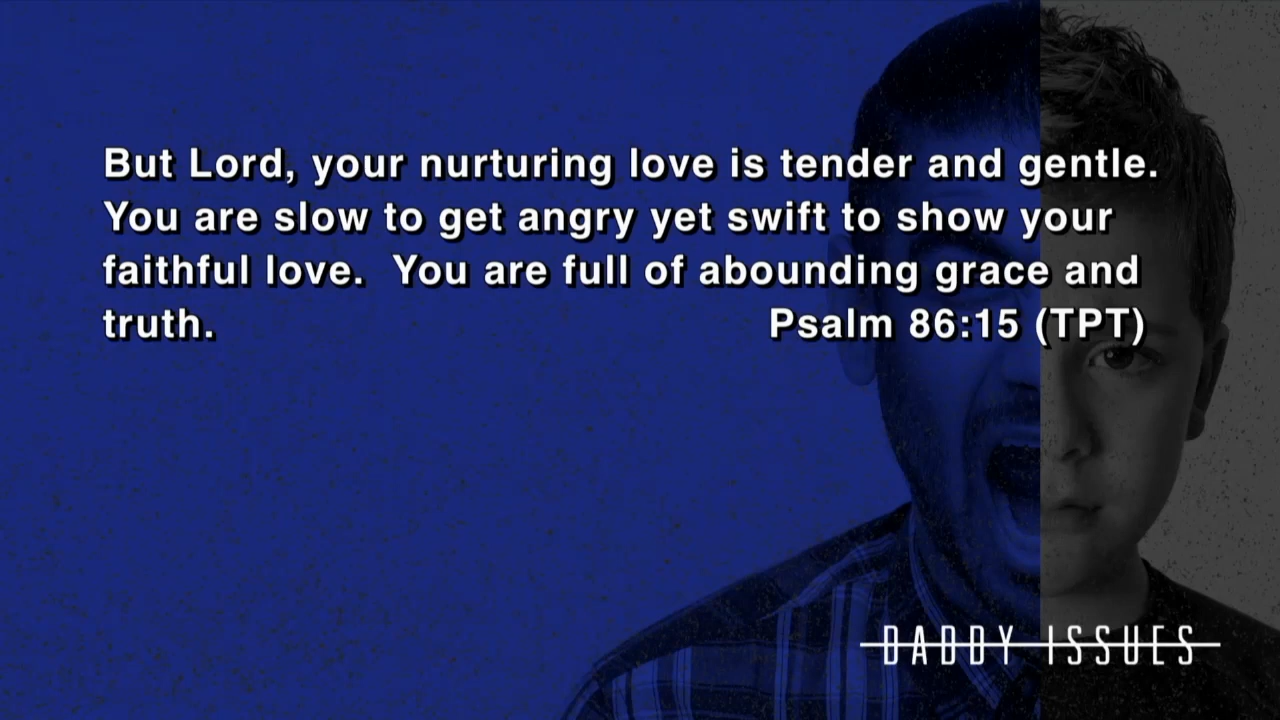 But Lord, your nurturing love is tender and gentle.
You are slow to get angry yet swift to show your
faithful love.  You are full of abounding grace and
truth. Psalm 86:15 (TPT)
DADDY ISSUES